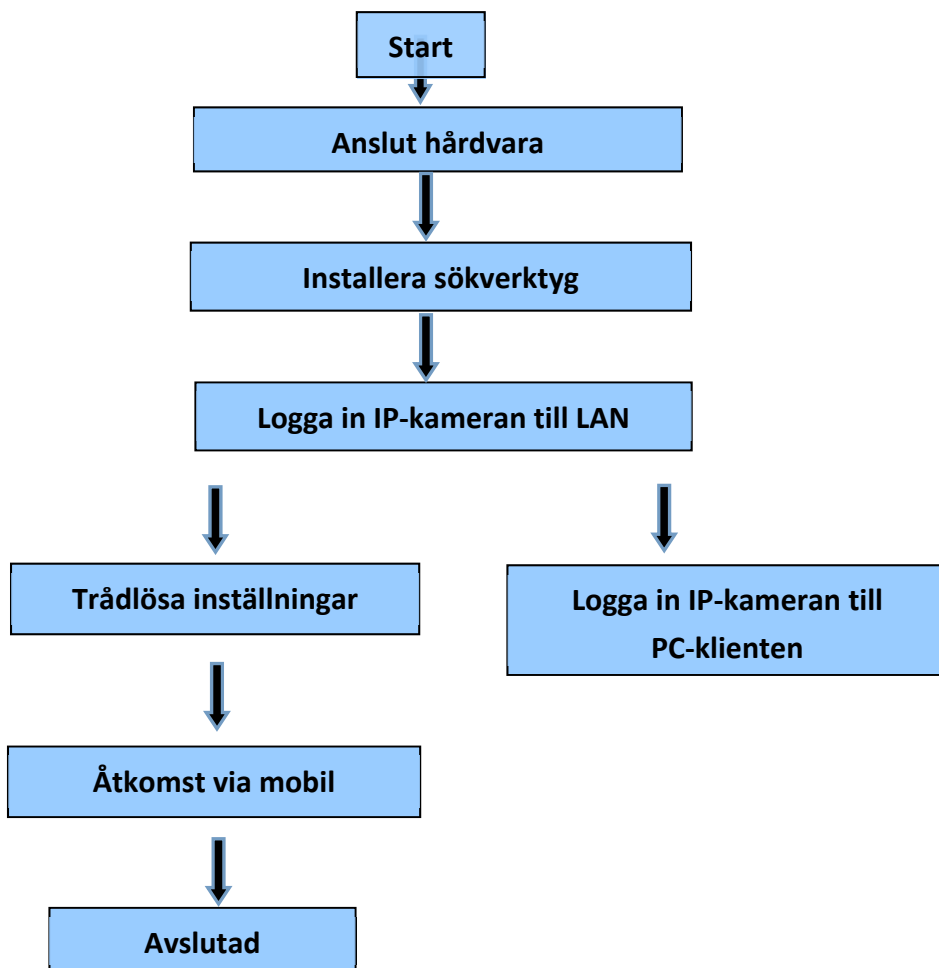 Start
Anslut hårdvara
Installera sökverktyg
Logga in IP-kameran till LAN
Trådlösa inställningar
Logga in IP-kameran till
PC-klienten
Åtkomst via mobil
Avslutad